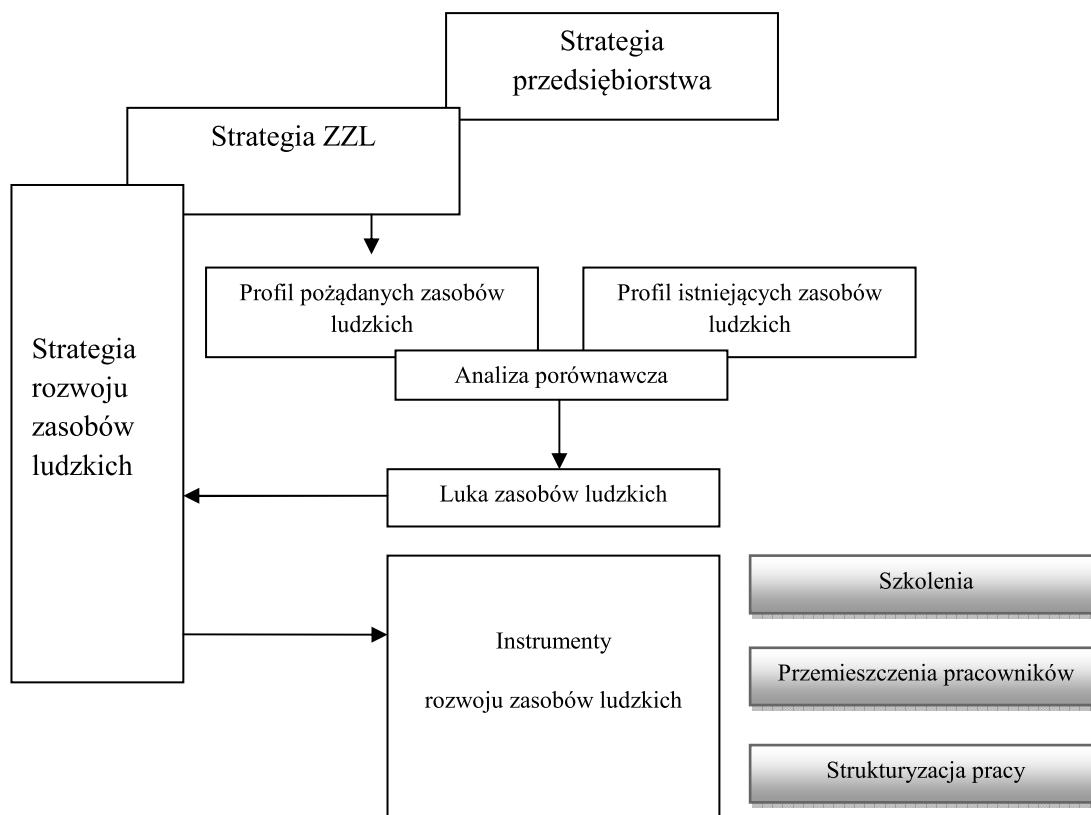 Strategia
przedsiębiorstwa
Strategia ZZL
Profil pożądanych zasobów
ludzkich
Profil istniejących zasobów
ludzkich
Strategia
rozwoju
zasobów
ludzkich
Analiza porównawcza
Luka zasobów ludzkich
Instrumenty
rozwoju zasobów ludzkich
Szkolenia
Przemieszczenia pracowników
Strukturyzacja pracy